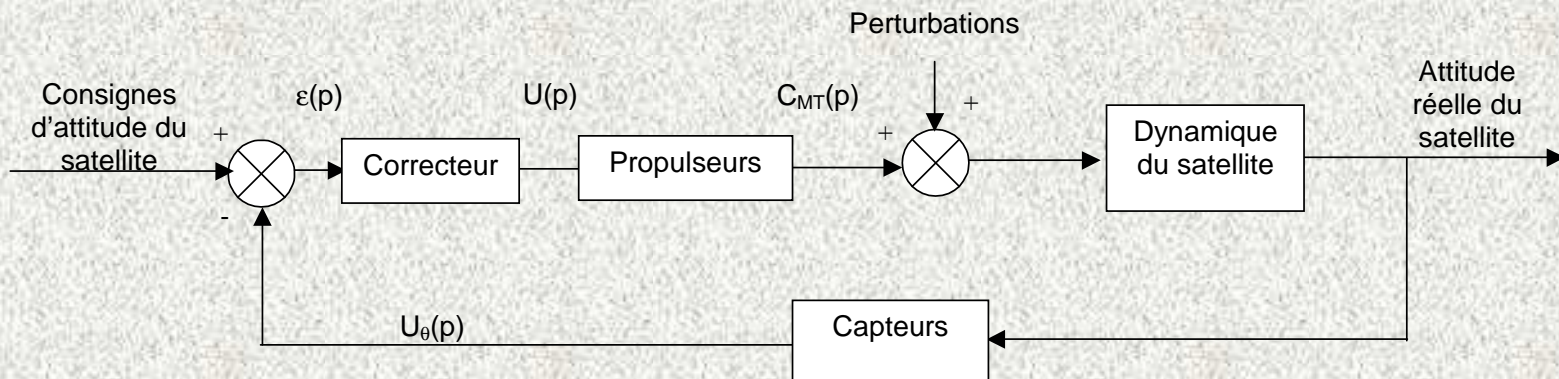 Perturbations
Consignes
d'attitude du
satellite
+
-
ε(p)
Correcteur
U(p)
Propulseurs
C_MT(p)
+
+
Dynamique
du satellite
Attitude
réelle du
satellite
U_θ(p)
Capteurs